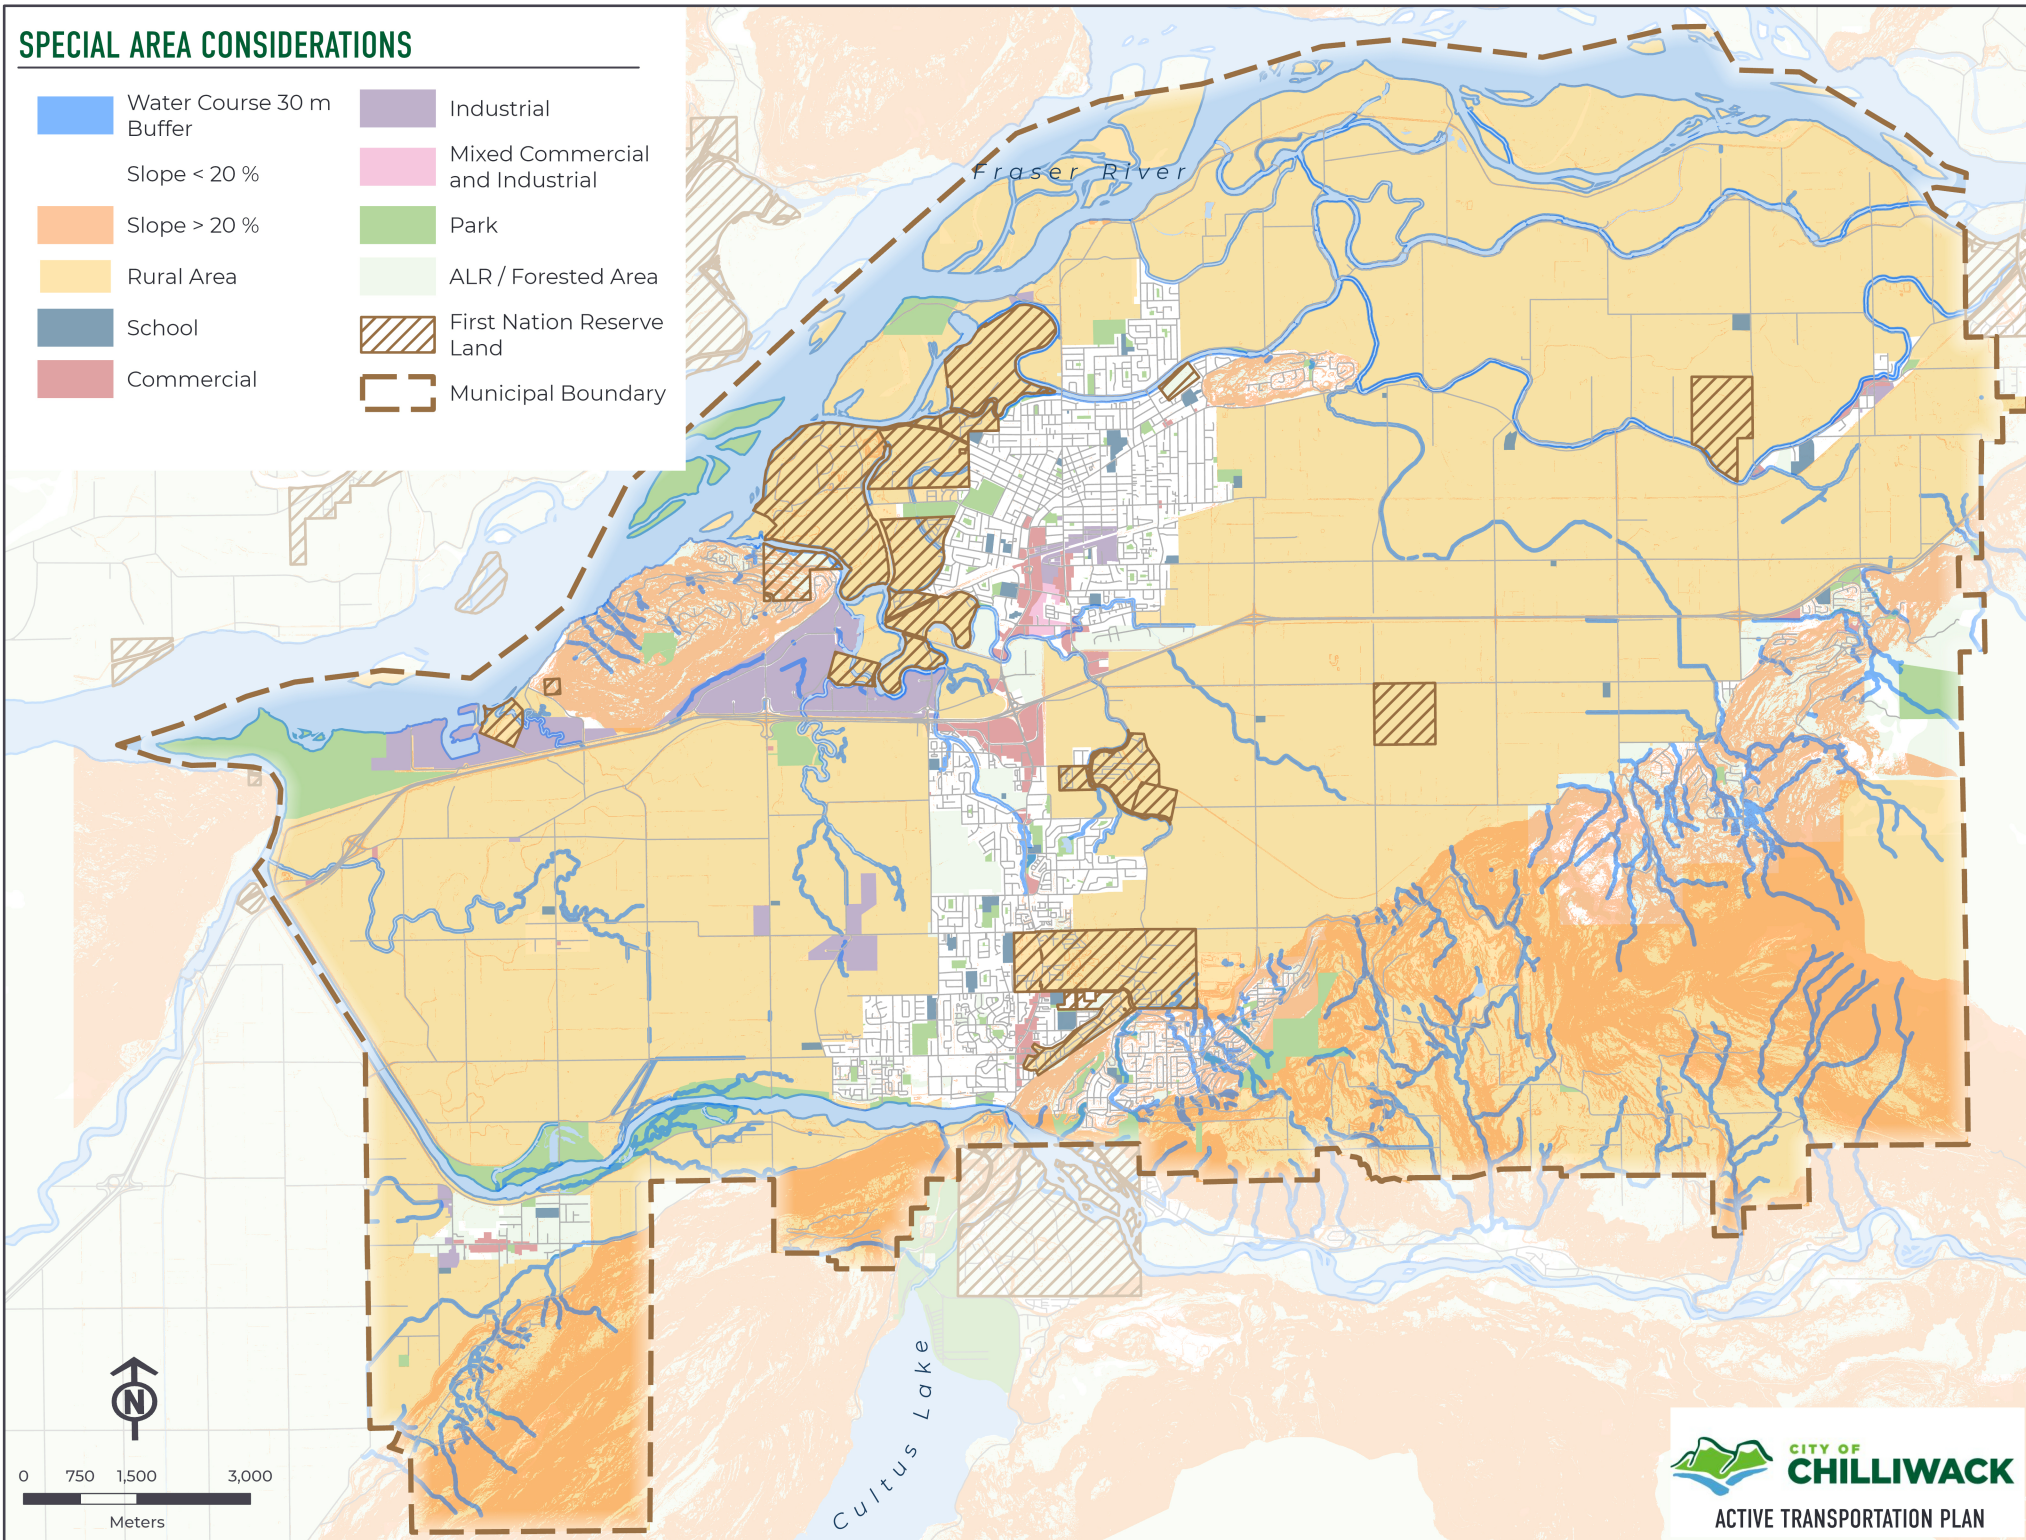 SPECIAL AREA CONSIDERATIONS
Water Course 30 m
Buffer
Slope < 20 %
Slope > 20 %
Rural Area
School
Commercial
Industrial
Mixed Commercial
and Industrial
Park
ALR / Forested Area
First Nation Reserve
Land
Municipal Boundary
Fraser River
Cultus Lake
N
0 750 1,500 3,000
Meters
CITY OF
CHILLIWACK
ACTIVE TRANSPORTATION PLAN